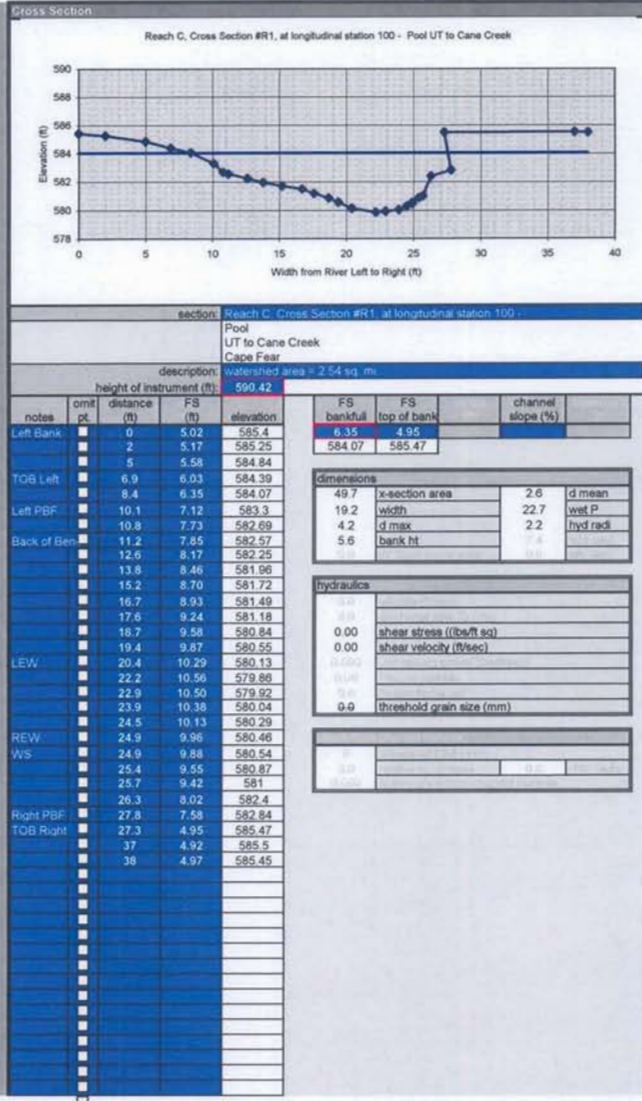 Cross Section
Reach C, Cross Section #R1, at longitudinal station 100 - Pool UT to Cane Creek
590
588
586
584
582
580
578
Elevation (ft)
0 5 10 15 20 25 30 35 40
Width from River Left to Right (ft)
section: Reach C, Cross Section #R1, at longitudinal station 100 -
Pool
UT to Cane Creek
Cape Fear
description: watershed area = 2.54 sq. mi.
height of instrument (ft): 590.42
omit distance FS FS FS channel
notes pt. (ft) (ft) elevation bankfull top of bank slope (%)
Left Bank 0 5.02 585.4 6.35 4.95
2 5.17 585.25 584.07 585.47
5 5.58 584.84
TOB Left 6.9 6.03 584.39 dimensions
8.4 6.35 584.07 49.7 x-section area 2.6 d mean
Left PBF 10.1 7.12 583.3 19.2 width 22.7 wet P
10.8 7.73 582.69 4.2 d max 2.2 hyd radi
Back of Ben 11.2 7.85 582.57 5.6 bank ht
12.6 8.17 582.25
13.8 8.46 581.96
15.2 8.70 581.72 hydraulics
16.7 8.93 581.49
17.6 9.24 581.18
18.7 9.58 580.84 0.00 shear stress ((lbs/ft sq)
19.4 9.87 580.55 0.00 shear velocity (ft/sec)
LEW 20.4 10.29 580.13
22.2 10.56 579.86
22.9 10.50 579.92
23.9 10.38 580.04 0.0 threshold grain size (mm)
24.5 10.13 580.29
REW 24.9 9.96 580.46
WS 24.9 9.88 580.54
25.4 9.55 580.87
25.7 9.42 581
26.3 8.02 582.4
Right PBF 27.8 7.58 582.84
TOB Right 27.3 4.95 585.47
37 4.92 585.5
38 4.97 585.45